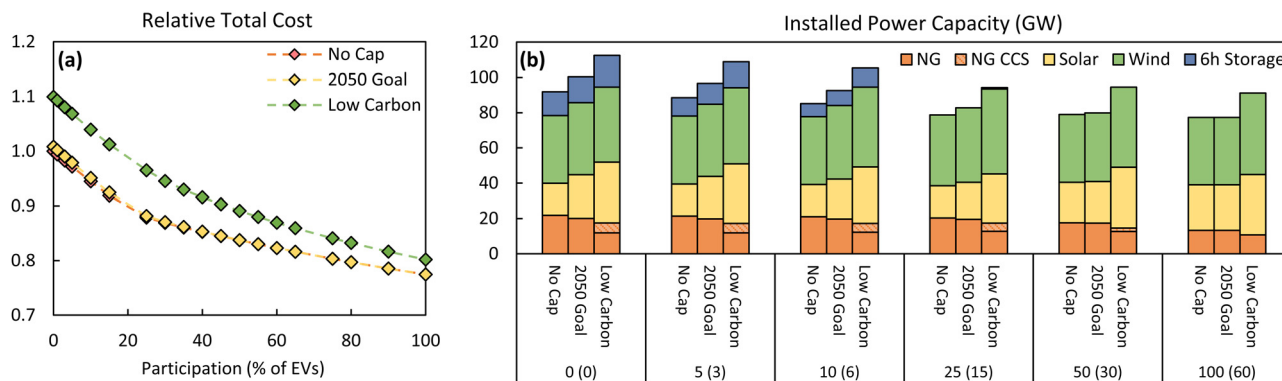 Relative Total Cost
(a)
No Cap
2050 Goal
Low Carbon
1.2
1.1
1.0
0.9
0.8
0.7
0 20 40 60 80 100
Participation (% of EVs)
Installed Power Capacity (GW)
(b)
NG NG CCS Solar Wind 6h Storage
120
100
80
60
40
20
0
No Cap 2050 Goal Low Carbon No Cap 2050 Goal Low Carbon No Cap 2050 Goal Low Carbon No Cap 2050 Goal Low Carbon No Cap 2050 Goal Low Carbon No Cap 2050 Goal Low Carbon
0 (0) 5 (3) 10 (6) 25 (15) 50 (30) 100 (60)